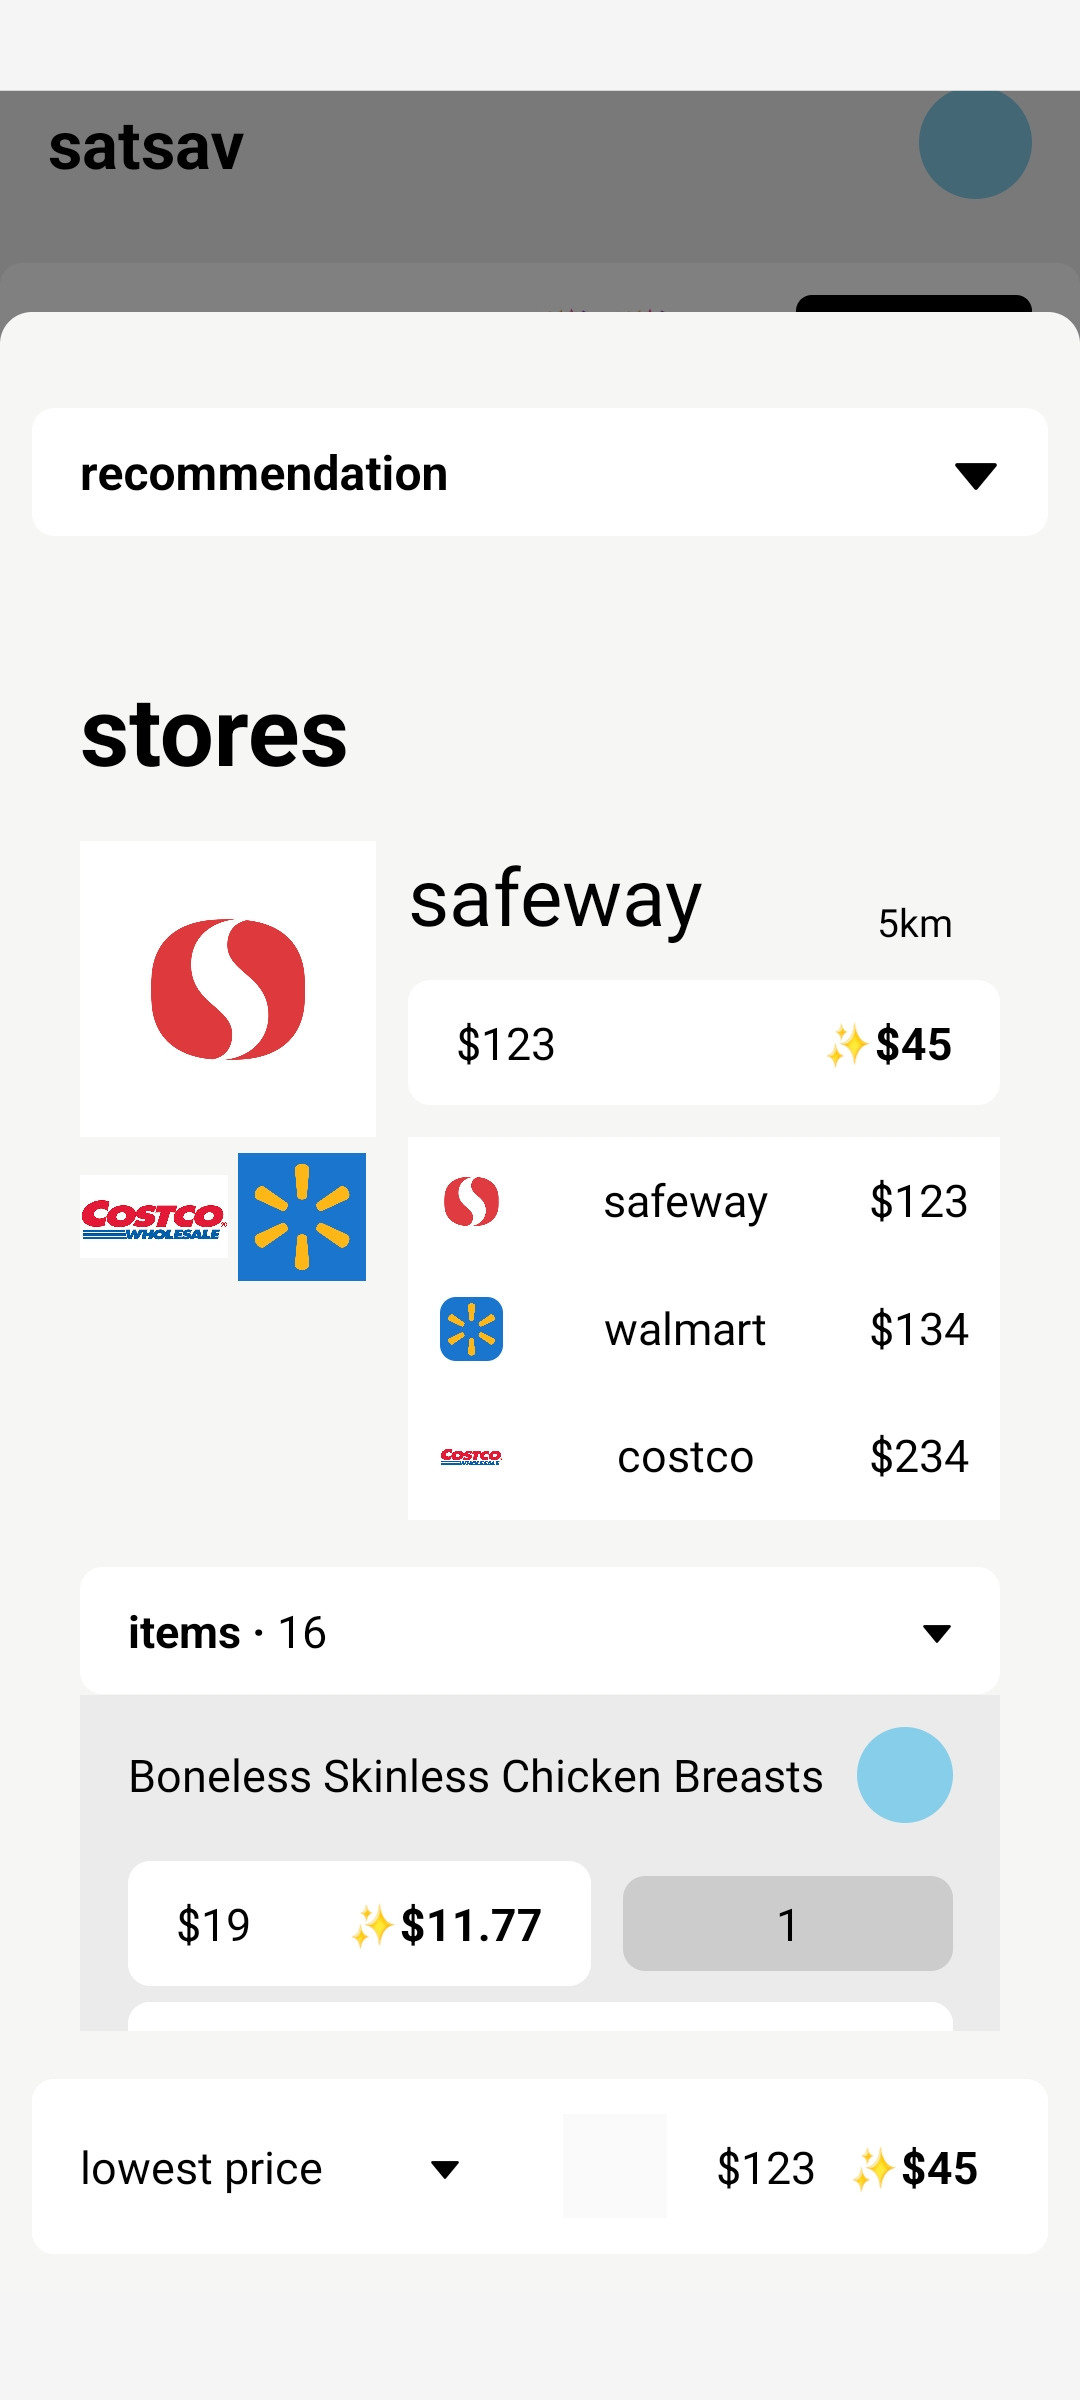 satsav
recommendation
stores
safeway 5km
$123 ✨$45
COSTCO
WHOLESALE
safeway $123
walmart $134
COSTCO
WHOLESALE
costco $234
items · 16
Boneless Skinless Chicken Breasts
$19 ✨$11.77 1
lowest price $123 ✨$45